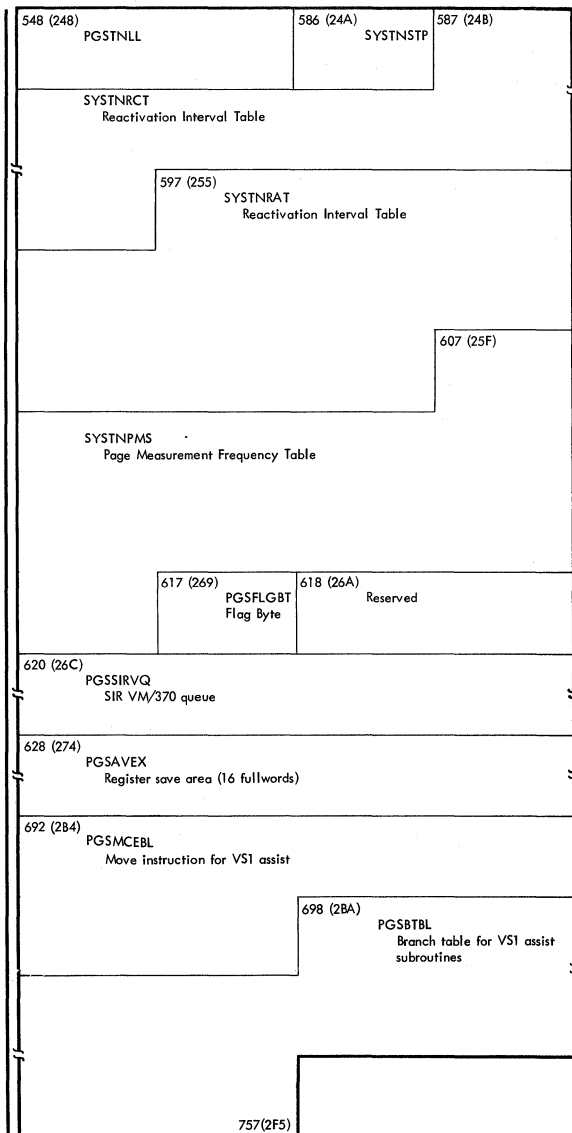 548 (248)
PGSTNLL
586 (24A)
SYSTNSTP
587 (24B)
SYSTNRCT
Reactivation Interval Table
597 (255)
SYSTNRAT
Reactivation Interval Table
607 (25F)
SYSTNPMS
Page Measurement Frequency Table
617 (269)
PGSFLGBT
Flag Byte
618 (26A)
Reserved
620 (26C)
PGSSIRVQ
SIR VM/370 queue
628 (274)
PGSAVEX
Register save area (16 fullwords)
692 (2B4)
PGSMCEBL
Move instruction for VS1 assist
698 (2BA)
PGSBTBL
Branch table for VS1 assist
subroutines
757(2F5)